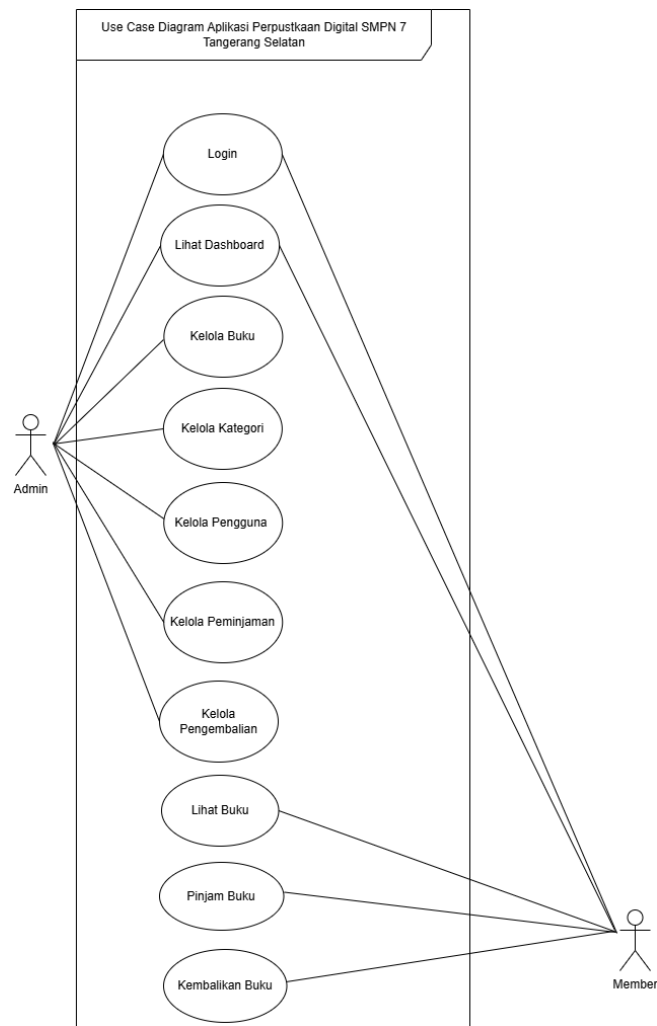 Use Case Diagram Aplikasi Perpustkaan Digital SMPN 7
Tangerang Selatan
Login
Lihat Dashboard
Kelola Buku
Kelola Kategori
Admin
Kelola Pengguna
Kelola Peminjaman
Kelola
Pengembalian
Lihat Buku
Pinjam Buku
Kembalikan Buku
Member